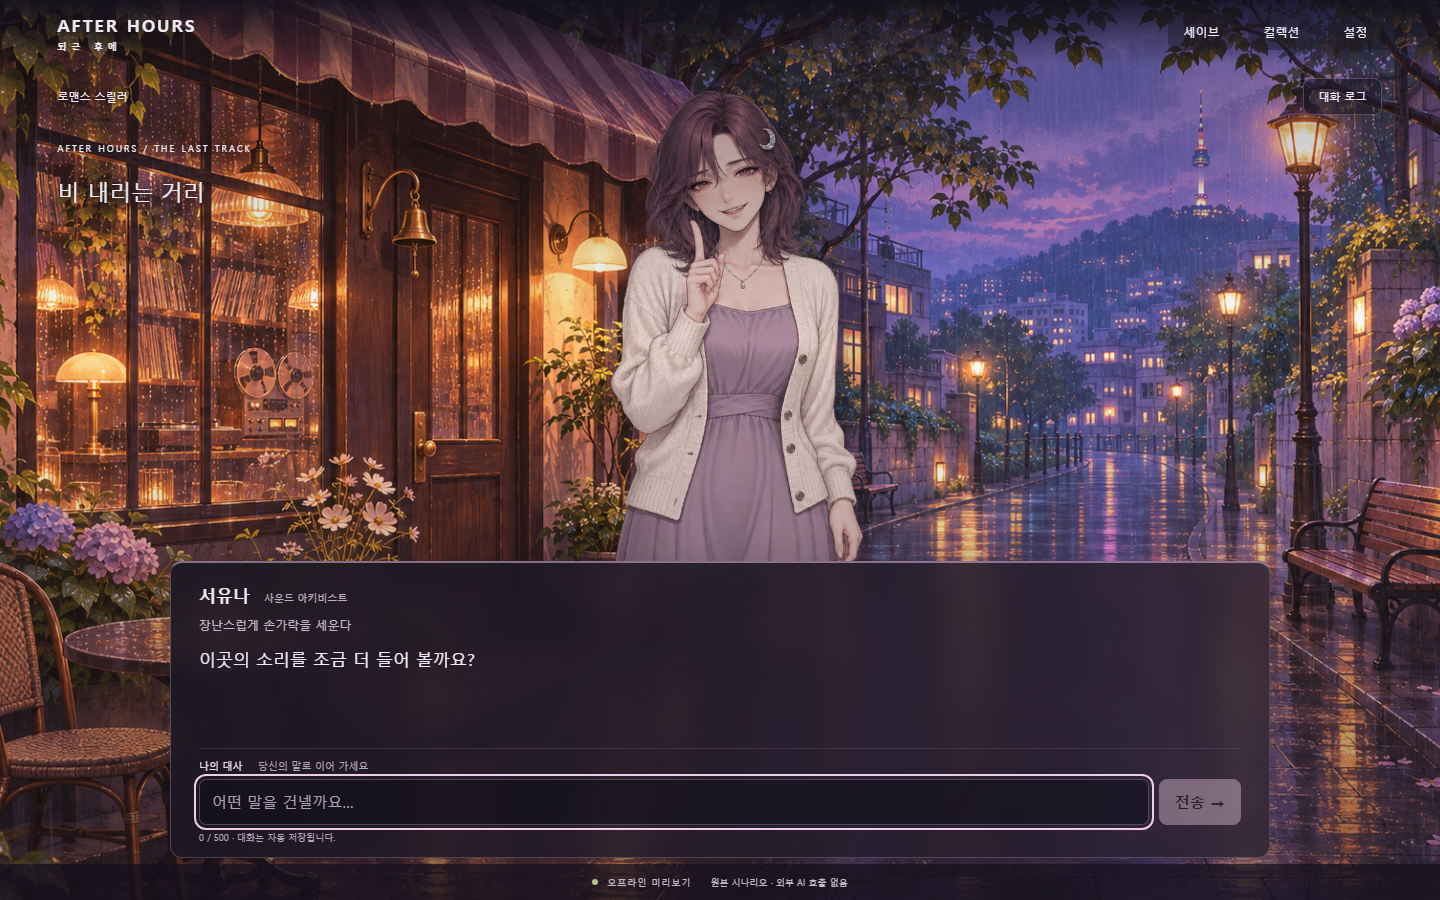 AFTER HOURS
퇴근 후에
세이브 컬렉션 설정
로맨스 스릴러
대화 로그
AFTER HOURS / THE LAST TRACK
비 내리는 거리
서유나 사운드 아키비스트
장난스럽게 손가락을 세운다
이곳의 소리를 조금 더 들어 볼까요?
나의 대사 당신의 말로 이어 가세요
어떤 말을 건넬까요...
전송 →
0 / 500 · 대화는 자동 저장됩니다.
오프라인 미리보기 원본 시나리오 · 외부 AI 호출 없음